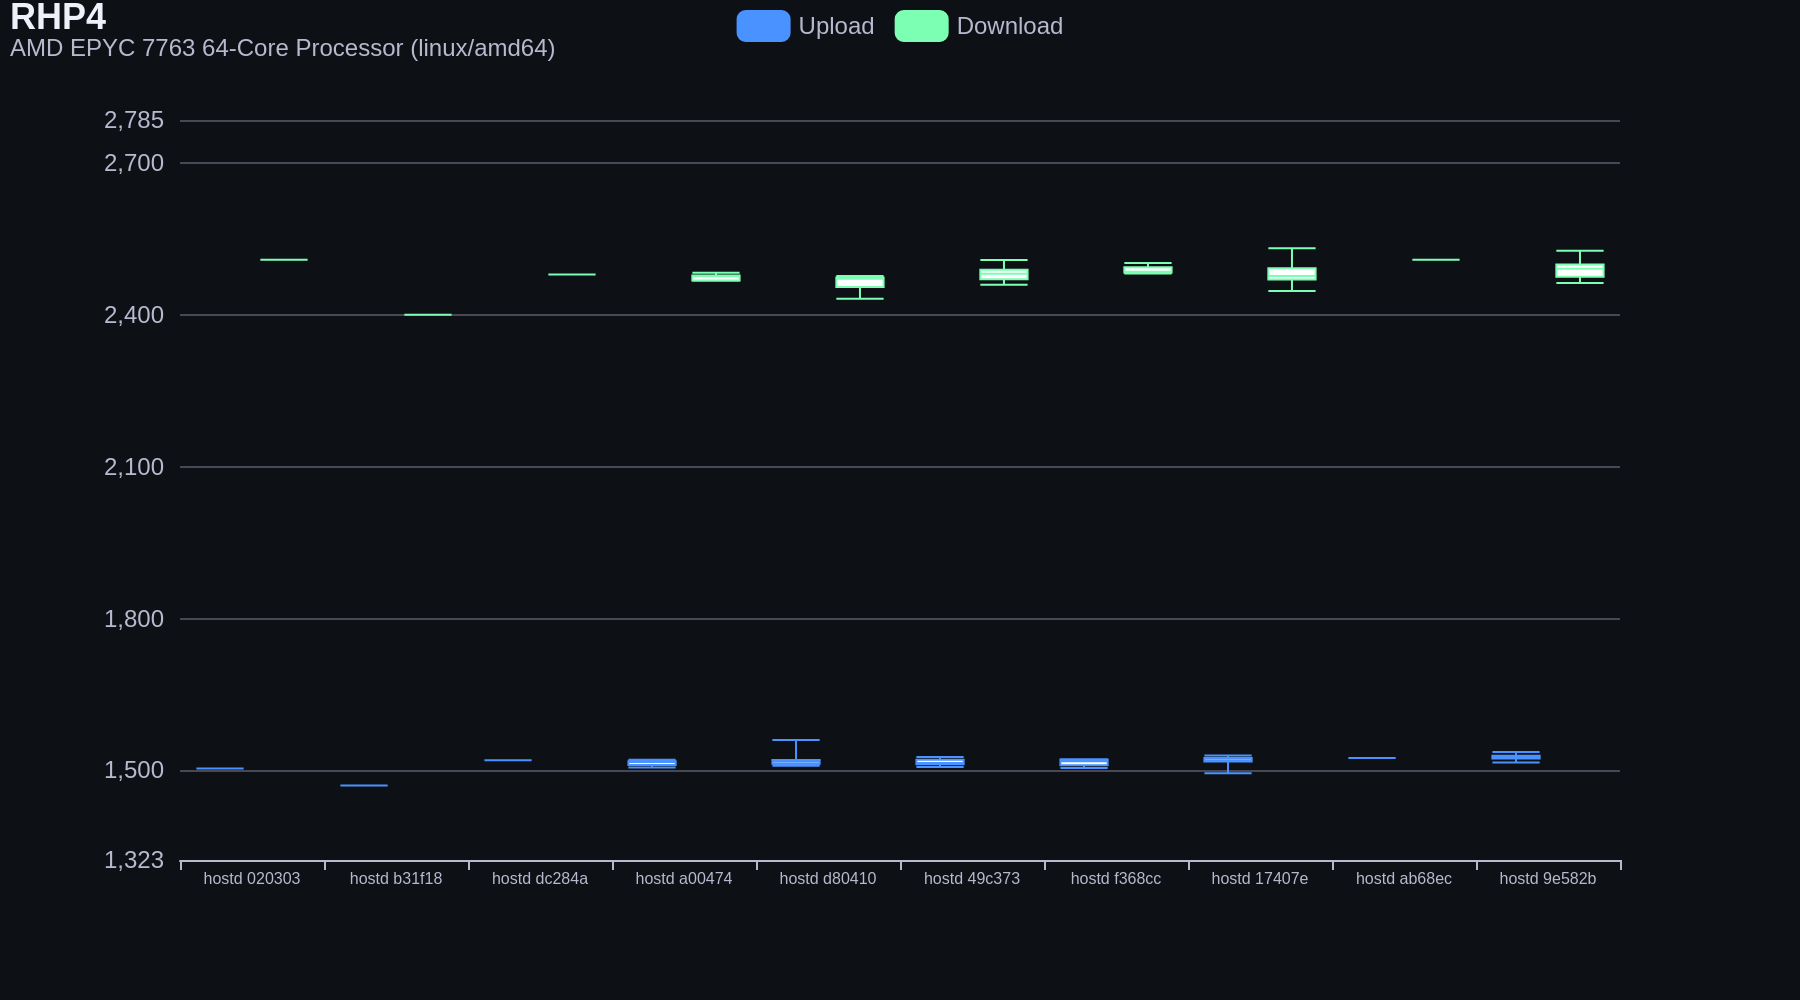 RHP4
AMD EPYC 7763 64-Core Processor (linux/amd64)
Upload Download
2,785
2,700
2,400
2,100
1,800
1,500
1,323
hostd 020303 hostd b31f18 hostd dc284a hostd a00474 hostd d80410 hostd 49c373 hostd f368cc hostd 17407e hostd ab68ec hostd 9e582b